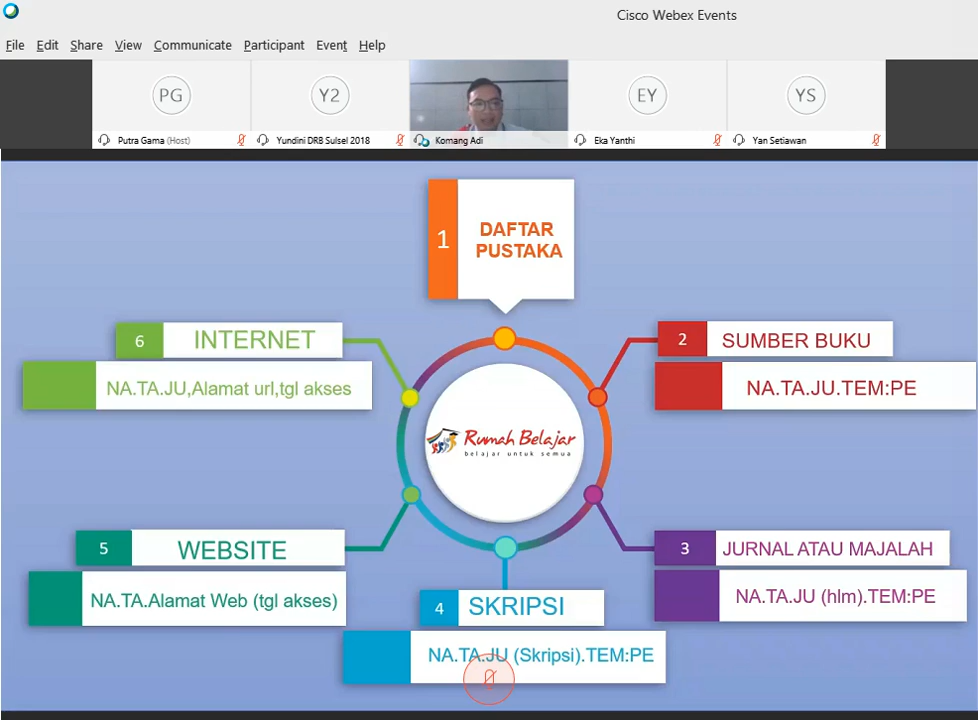 Cisco Webex Events
File Edit Share View Communicate Participant Event Help
PG Y2 EY YS
Putra Gama (Host) Yundini DRB Sulsel 2018 Komang Adi Eka Yanthi Yan Setiawan
1
DAFTAR
PUSTAKA
6 INTERNET
NA.TA.JU,Alamat url,tgl akses
2 SUMBER BUKU
NA.TA.JU.TEM:PE
Rumah Belajar
belajar untuk semua
5 WEBSITE
NA.TA.Alamat Web (tgl akses)
3 JURNAL ATAU MAJALAH
NA.TA.JU (hlm).TEM:PE
4 SKRIPSI
NA.TA.JU (Skripsi).TEM:PE